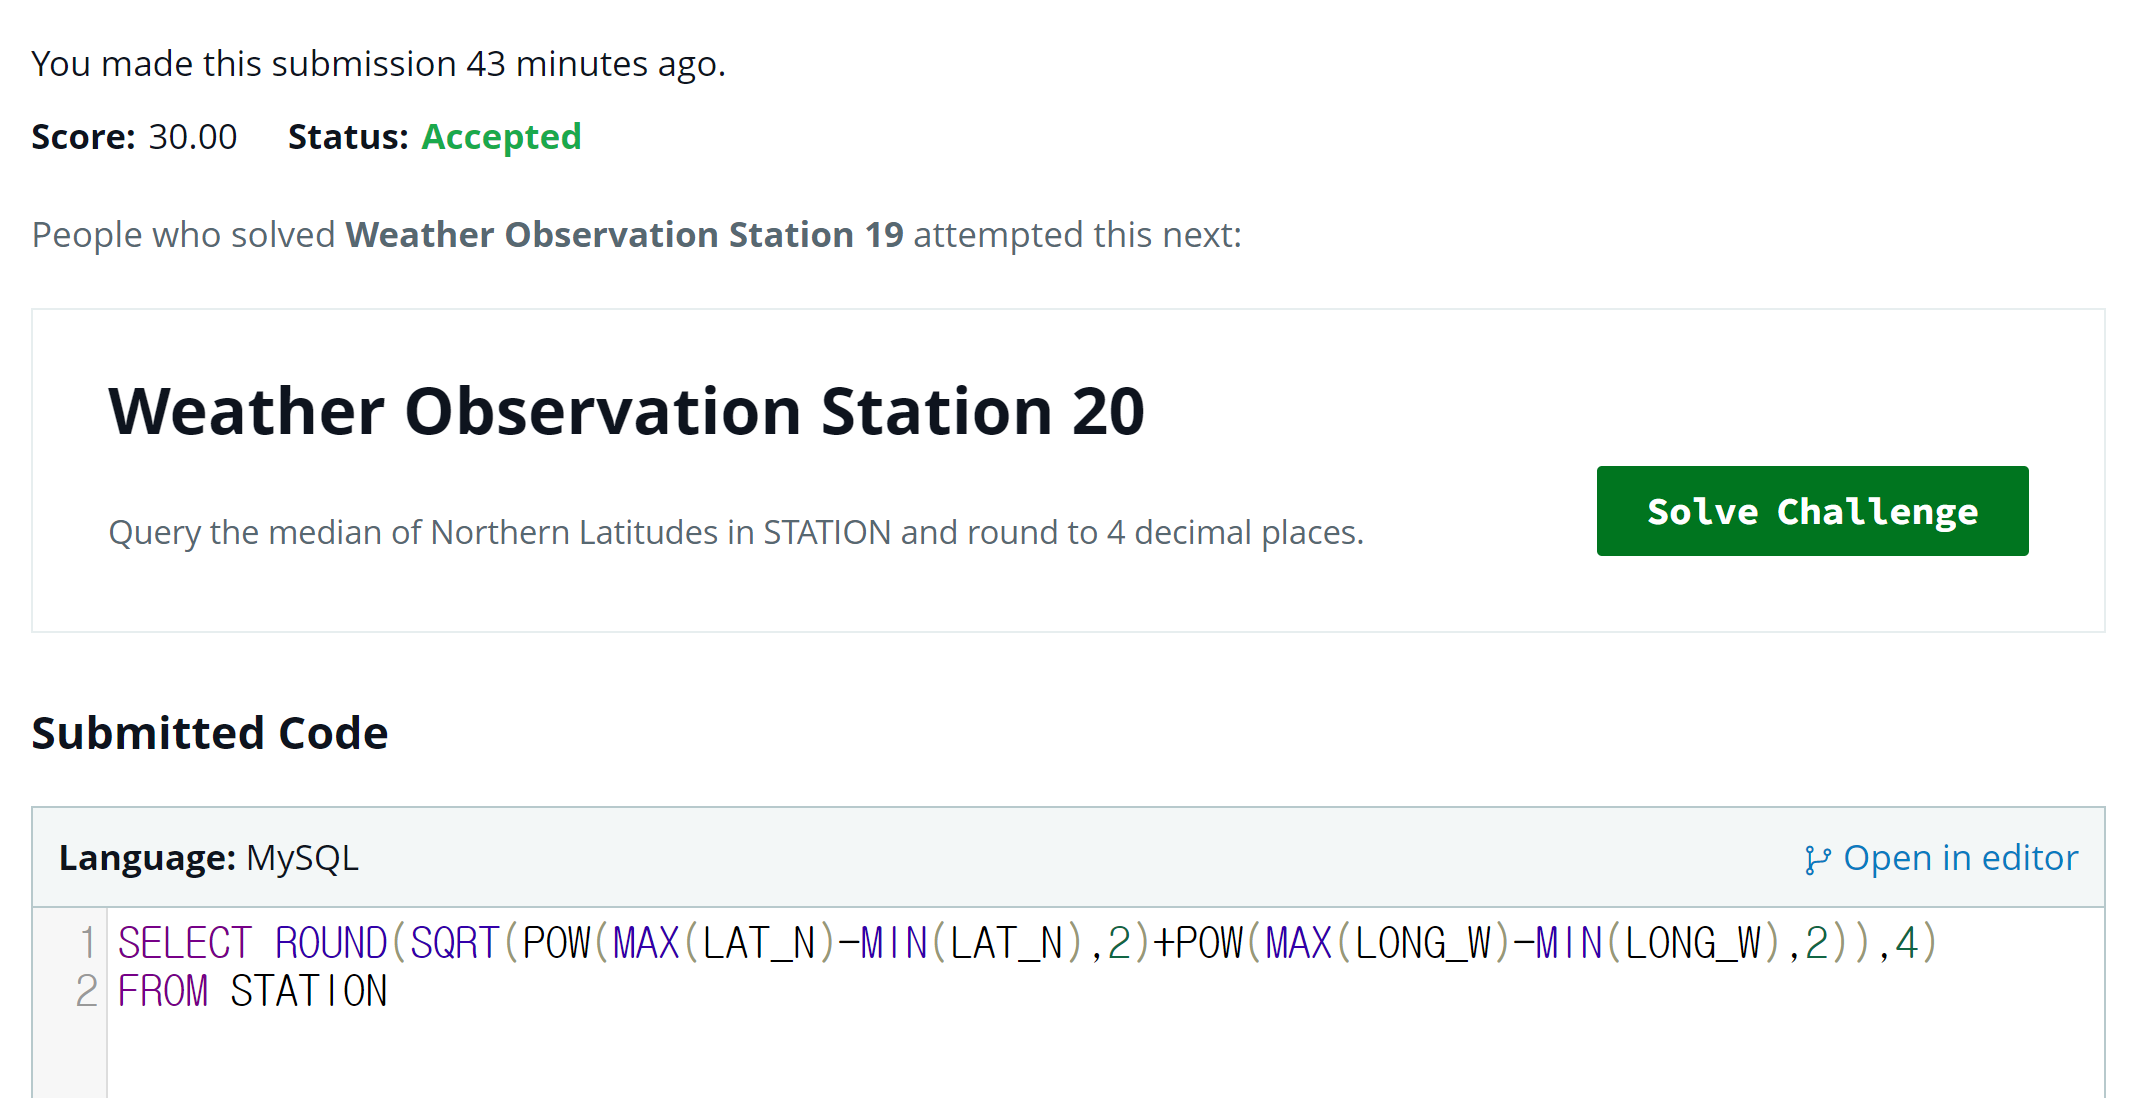 You made this submission 43 minutes ago.
Score: 30.00 Status: Accepted
People who solved Weather Observation Station 19 attempted this next:
Weather Observation Station 20
Query the median of Northern Latitudes in STATION and round to 4 decimal places.
Solve Challenge
Submitted Code
Language: MySQL
Open in editor
1 SELECT ROUND(SQRT(POW(MAX(LAT_N)-MIN(LAT_N),2)+POW(MAX(LONG_W)-MIN(LONG_W),2)),4)
2 FROM STATION